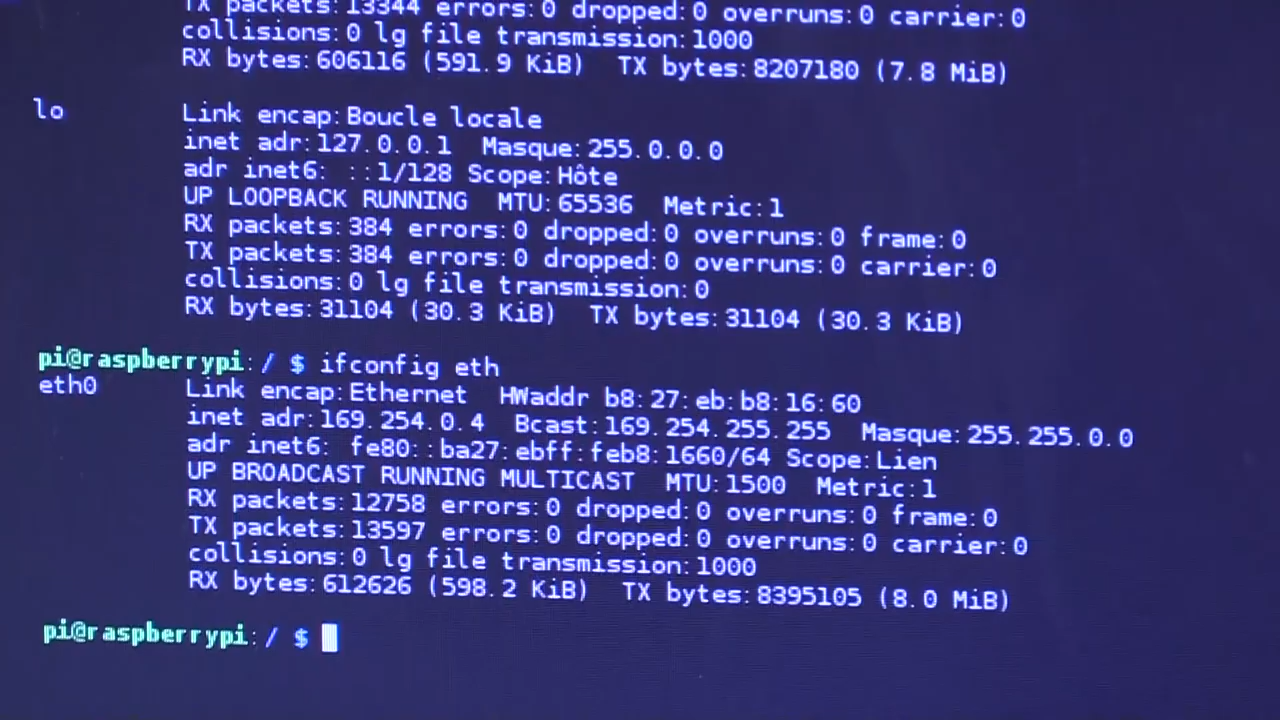 TX packets:13344 errors:0 dropped:0 overruns:0 carrier:0
collisions:0 lg file transmission:1000
RX bytes:606116 (591.9 KiB)  TX bytes:8207180 (7.8 MiB)
lo        Link encap:Boucle locale
inet adr:127.0.0.1  Masque:255.0.0.0
adr inet6: ::1/128 Scope:Hôte
UP LOOPBACK RUNNING  MTU:65536  Metric:1
RX packets:384 errors:0 dropped:0 overruns:0 frame:0
TX packets:384 errors:0 dropped:0 overruns:0 carrier:0
collisions:0 lg file transmission:0
RX bytes:31104 (30.3 KiB)  TX bytes:31104 (30.3 KiB)
pi@raspberrypi:/ $ ifconfig eth
eth0      Link encap:Ethernet  HWaddr b8:27:eb:b8:16:60
inet adr:169.254.0.4  Bcast:169.254.255.255  Masque:255.255.0.0
adr inet6: fe80::ba27:ebff:feb8:1660/64 Scope:Lien
UP BROADCAST RUNNING MULTICAST  MTU:1500  Metric:1
RX packets:12758 errors:0 dropped:0 overruns:0 frame:0
TX packets:13597 errors:0 dropped:0 overruns:0 carrier:0
collisions:0 lg file transmission:1000
RX bytes:612626 (598.2 KiB)  TX bytes:8395105 (8.0 MiB)
pi@raspberrypi:/ $